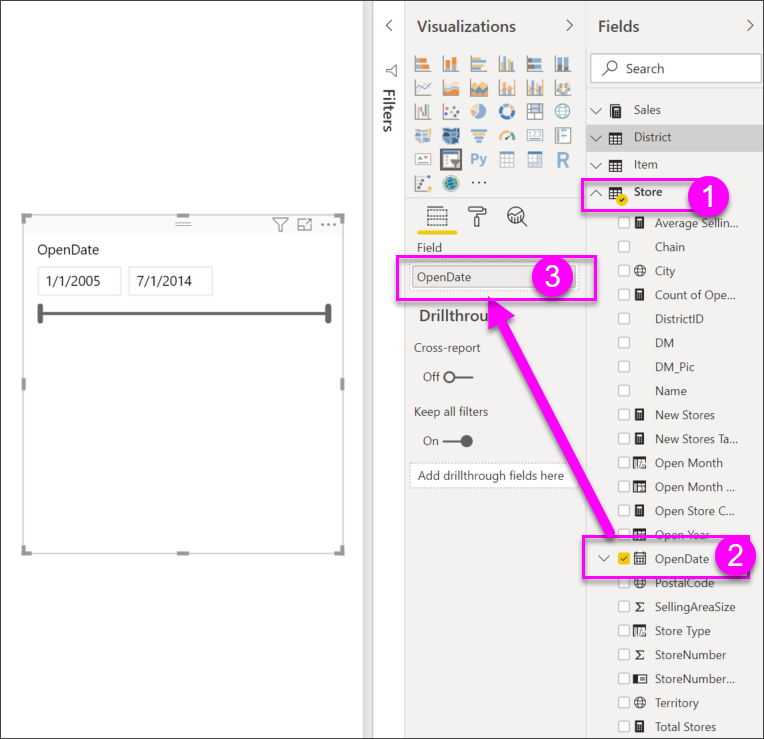 OpenDate
1/1/2005 7/1/2014
Filters
Visualizations
123
Py
R
Field
OpenDate
3
Drillthrou
Cross-report
Off
Keep all filters
On
Add drillthrough fields here
Fields
Search
Sales
District
Item
Store
1
Average Sellin...
Chain
City
Count of Ope...
DistrictID
DM
DM_Pic
Name
New Stores
New Stores Ta...
Open Month
Open Month ...
Open Store C...
Open Year
OpenDate
2
PostalCode
Σ SellingAreaSize
Store Type
Σ StoreNumber
StoreNumber...
Territory
Total Stores